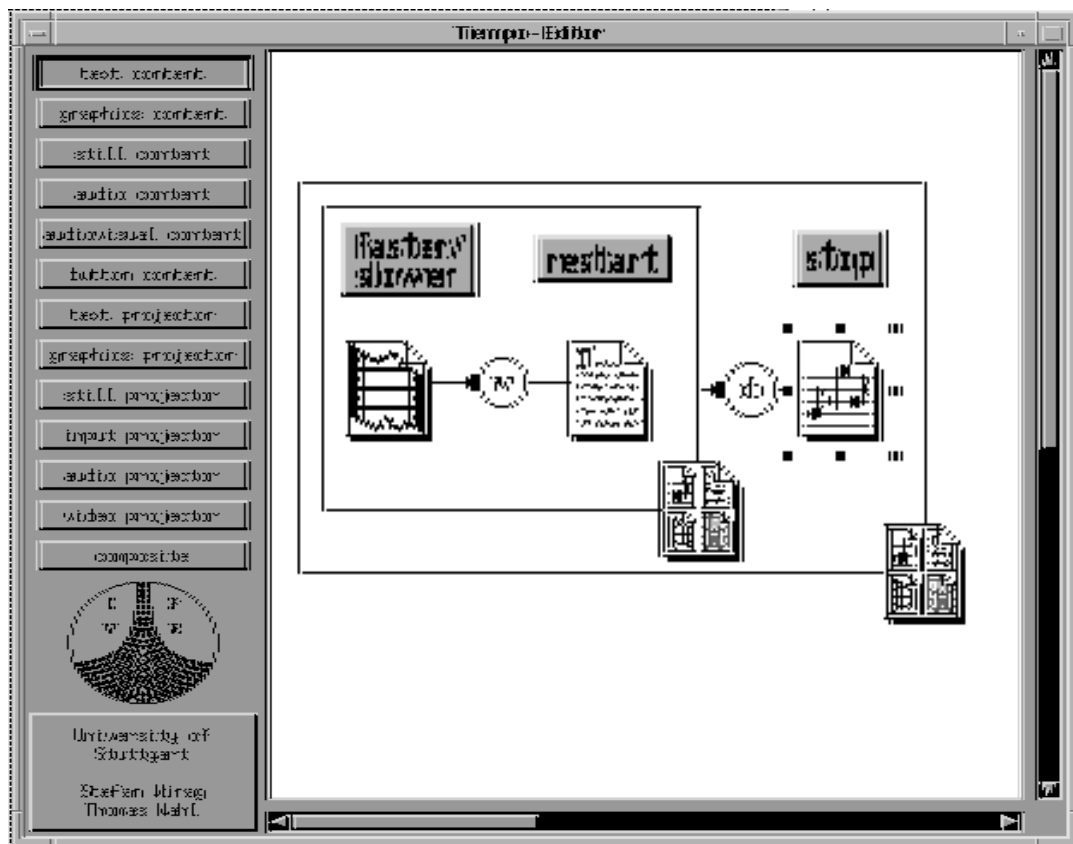 Tiempo-Editor
text content
graphics content
still content
audio content
audiovisual content
button content
text projector
graphics projector
still projector
input projector
audio projector
video projector
composite
University of
Stuttgart
Stefan Wirag
Thomas Wahl
faster/
slower
restart
stop